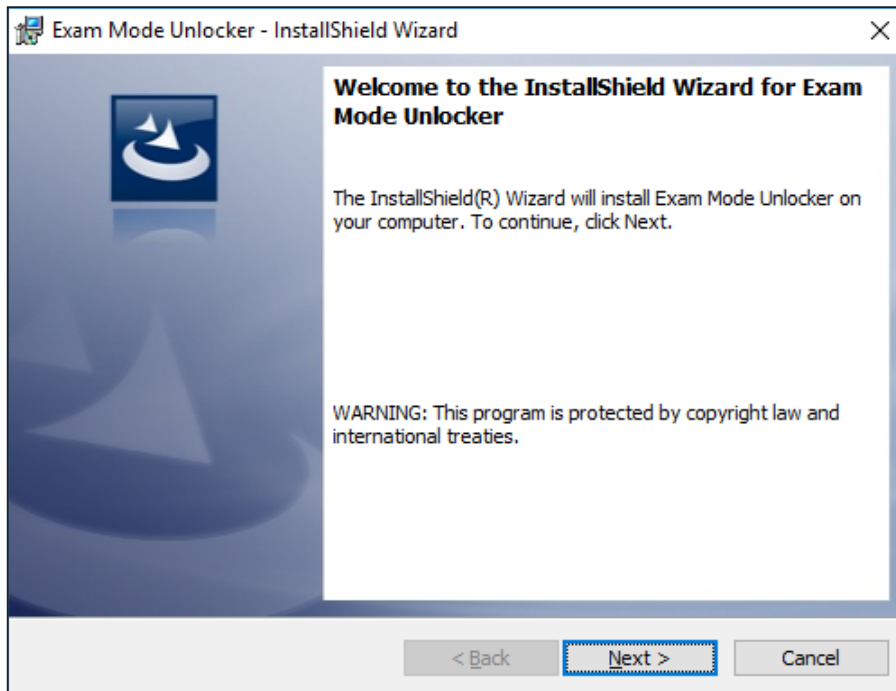 Exam Mode Unlocker - InstallShield Wizard
Welcome to the InstallShield Wizard for Exam
Mode Unlocker
The InstallShield(R) Wizard will install Exam Mode Unlocker on
your computer. To continue, click Next.
WARNING: This program is protected by copyright law and
international treaties.
< Back
Next >
Cancel